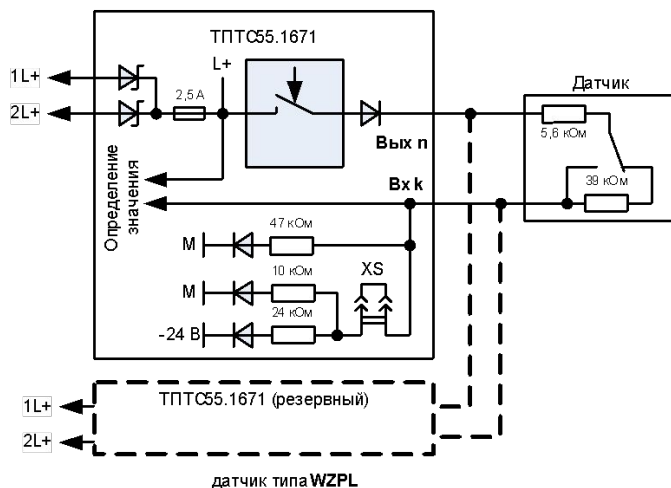 ТПТС55.1671
1L+
L+
2,5 А
2L+
Датчик
5,6 кОм
Вых n
Вх k
39 кОм
Определение
значения
47 кОм
М
10 кОм
XS
М
24 кОм
-24 В
ТПТС55.1671 (резервный)
1L+
2L+
датчик типа WZPL